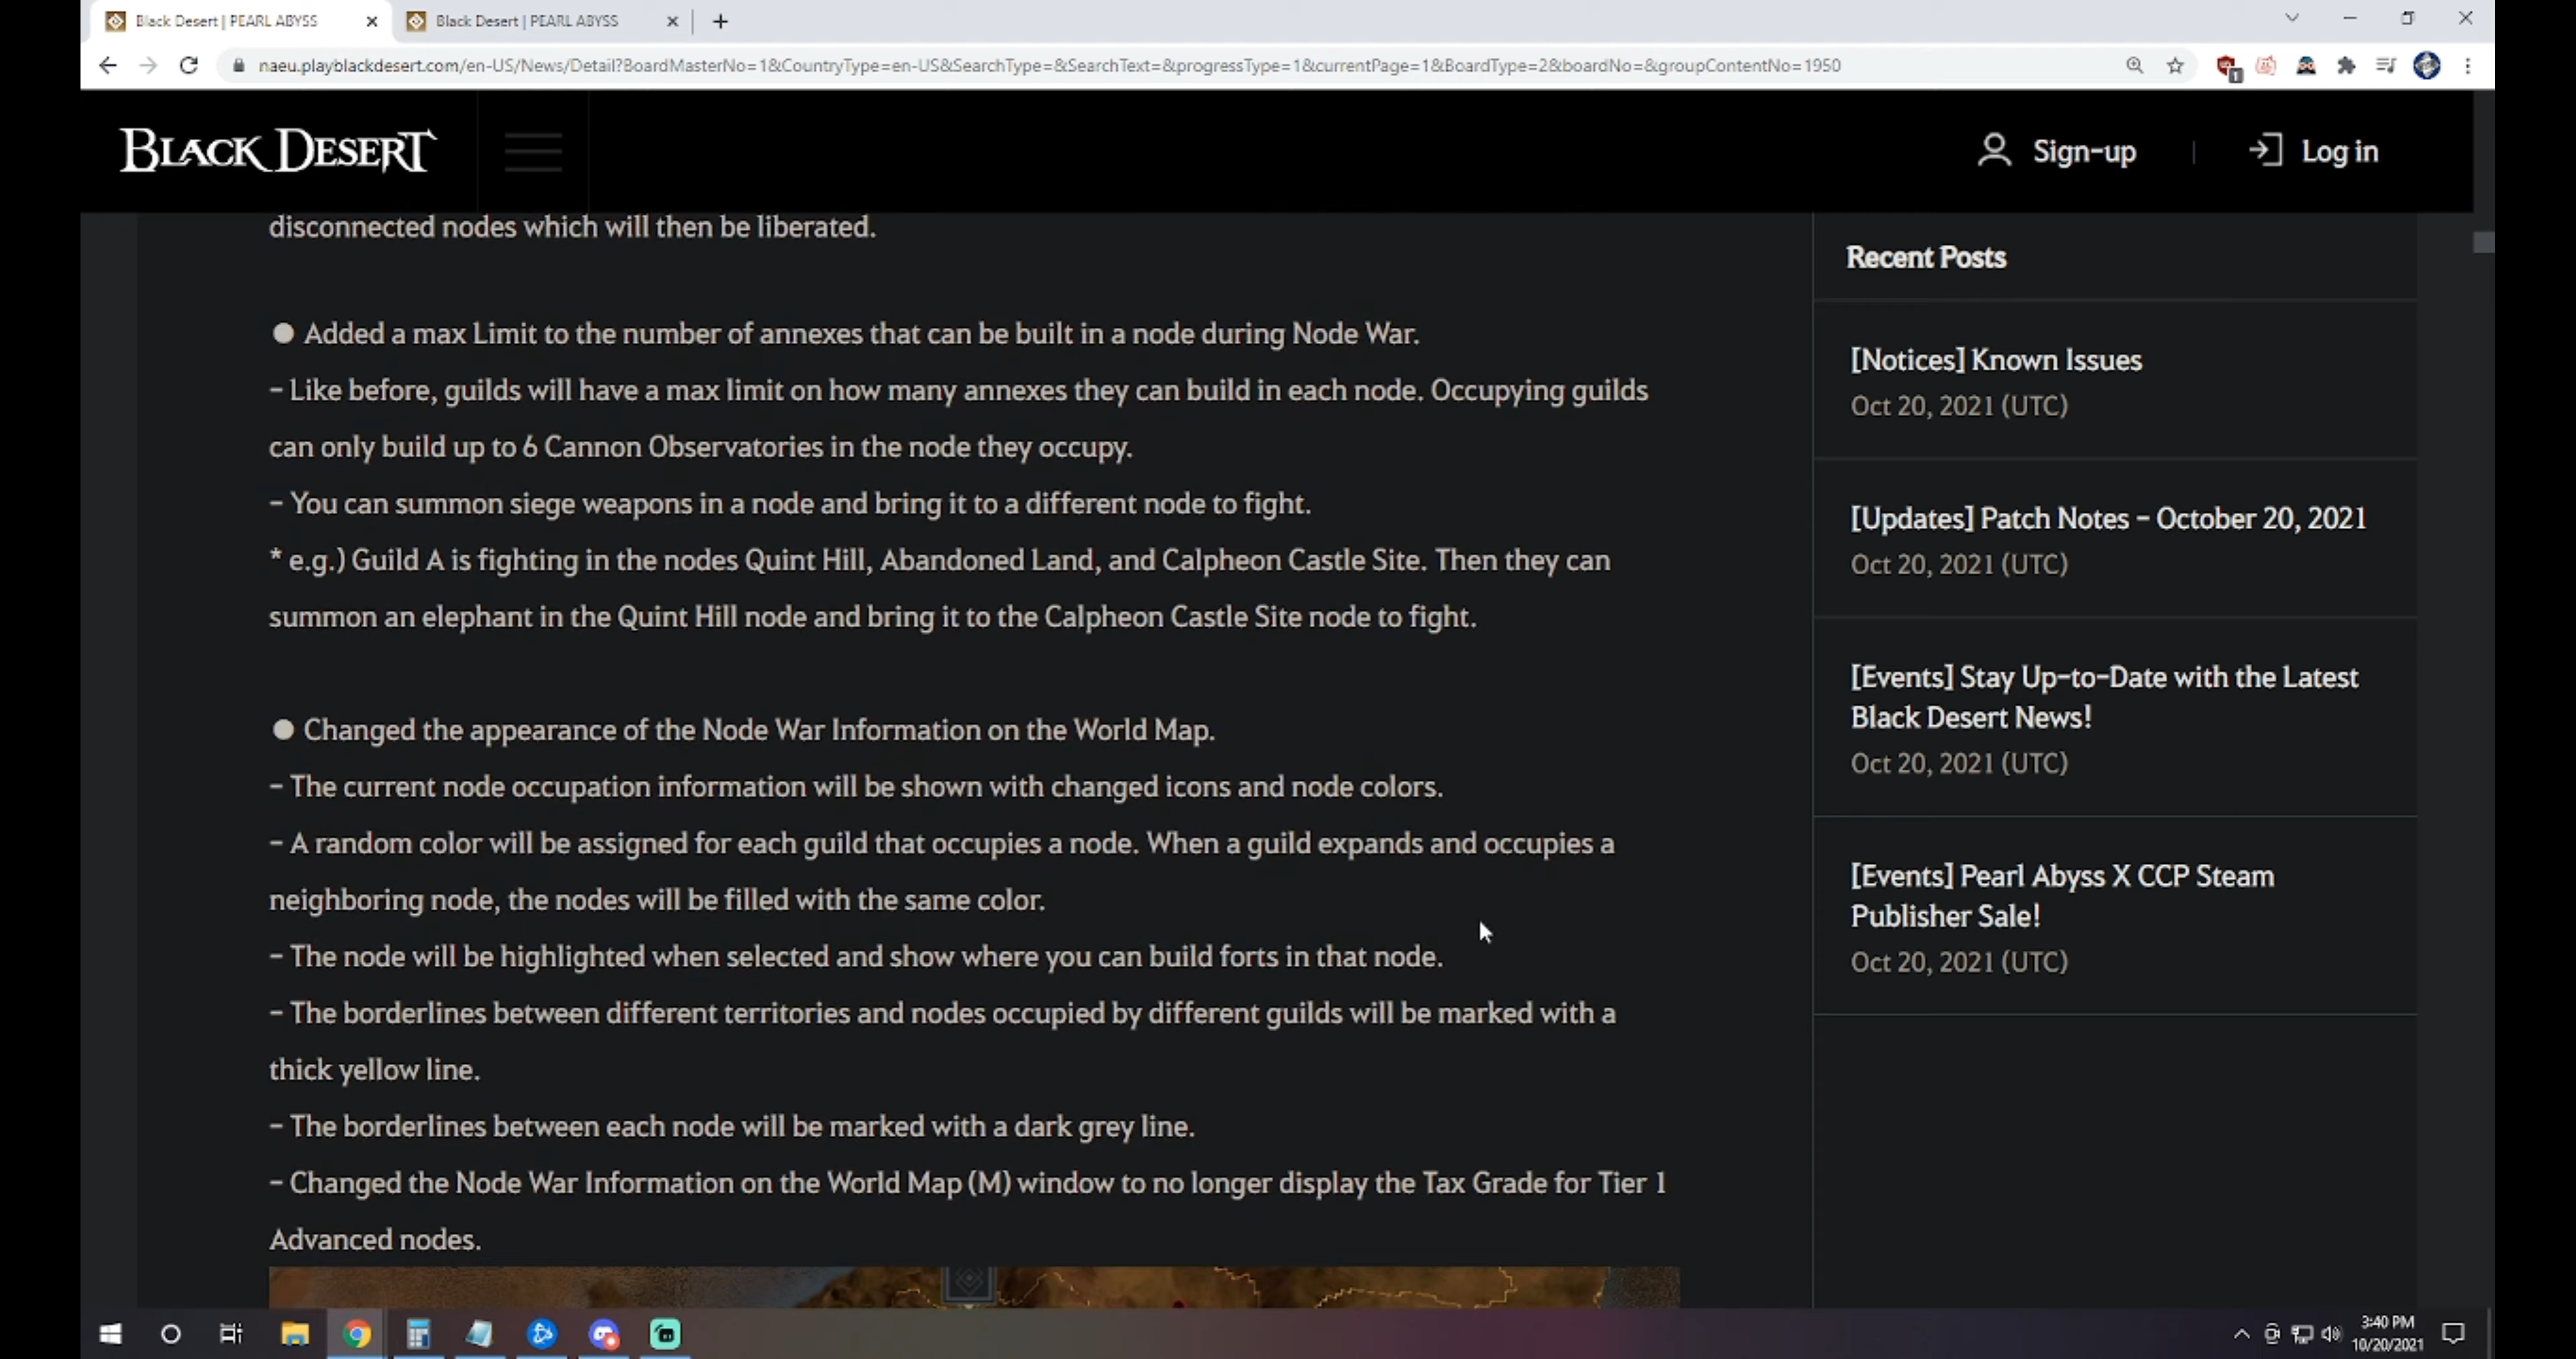 Black Desert | PEARL ABYSS
Black Desert | PEARL ABYSS
naeu.playblackdesert.com/en-US/News/Detail?BoardMasterNo=1&CountryType=en-US&SearchType=&SearchText=&progressType=1&currentPage=1&BoardType=2&boardNo=&groupContentNo=1950
1
BLACK DESERT
Sign-up
Log in
disconnected nodes which will then be liberated.
● Added a max Limit to the number of annexes that can be built in a node during Node War.
- Like before, guilds will have a max limit on how many annexes they can build in each node. Occupying guilds
can only build up to 6 Cannon Observatories in the node they occupy.
- You can summon siege weapons in a node and bring it to a different node to fight.
* e.g.) Guild A is fighting in the nodes Quint Hill, Abandoned Land, and Calpheon Castle Site. Then they can
summon an elephant in the Quint Hill node and bring it to the Calpheon Castle Site node to fight.
● Changed the appearance of the Node War Information on the World Map.
- The current node occupation information will be shown with changed icons and node colors.
- A random color will be assigned for each guild that occupies a node. When a guild expands and occupies a
neighboring node, the nodes will be filled with the same color.
- The node will be highlighted when selected and show where you can build forts in that node.
- The borderlines between different territories and nodes occupied by different guilds will be marked with a
thick yellow line.
- The borderlines between each node will be marked with a dark grey line.
- Changed the Node War Information on the World Map (M) window to no longer display the Tax Grade for Tier 1
Advanced nodes.
Recent Posts
[Notices] Known Issues
Oct 20, 2021 (UTC)
[Updates] Patch Notes - October 20, 2021
Oct 20, 2021 (UTC)
[Events] Stay Up-to-Date with the Latest
Black Desert News!
Oct 20, 2021 (UTC)
[Events] Pearl Abyss X CCP Steam
Publisher Sale!
Oct 20, 2021 (UTC)
3:40 PM
10/20/2021